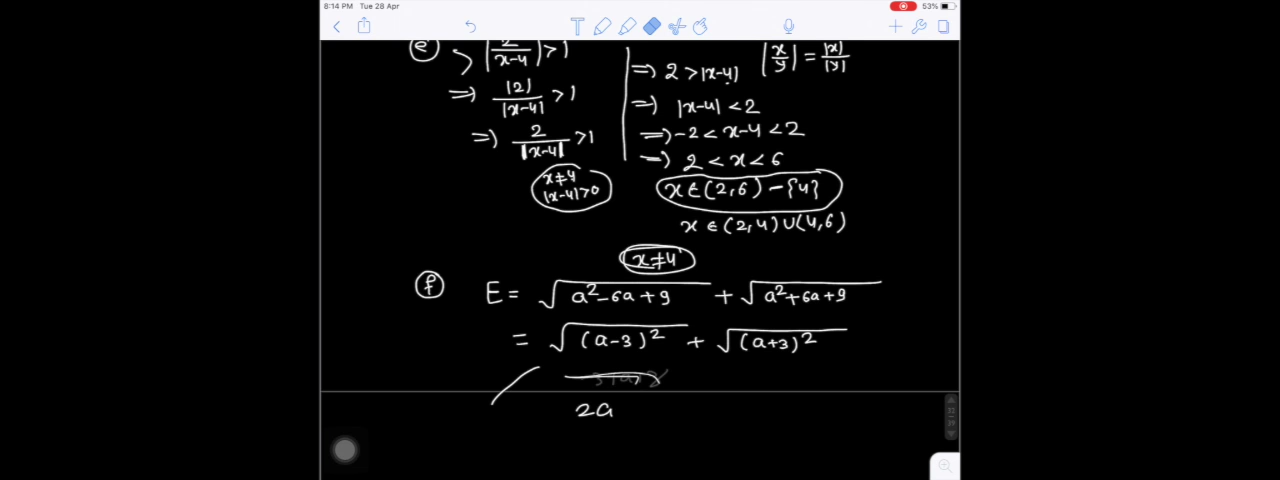 8:14 PM Tue 28 Apr
53%
T
(e) |2/(x-4)| > 1
=> |2|/|x-4| > 1
=> 2/|x-4| > 1
x≠4
|x-4|>0
=> 2 > |x-4|
|x/y| = |x|/|y|
=> |x-4| < 2
=> -2 < x-4 < 2
=> 2 < x < 6
x ∈ (2,6) - {4}
x ∈ (2,4) ∪ (4,6)
x≠4
(f) E = √(a²-6a+9) + √(a²+6a+9)
= √((a-3)²) + √((a+3)²)
2a